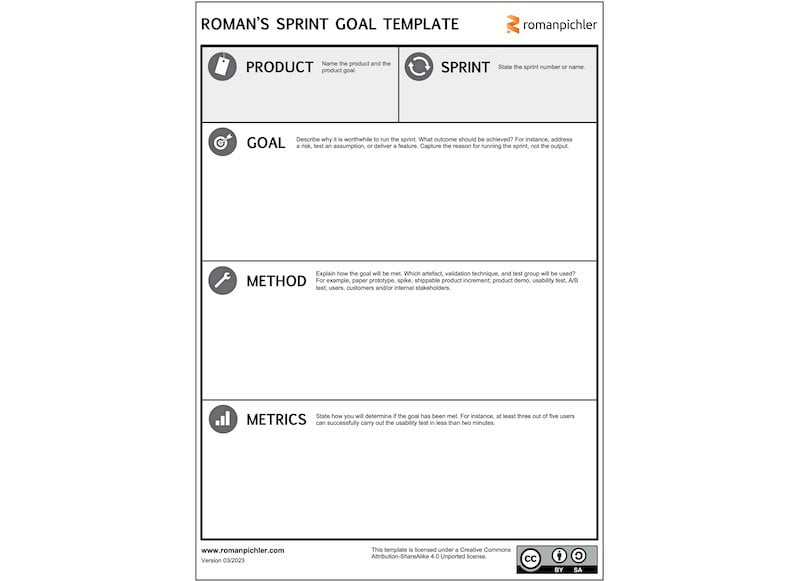 ROMAN'S SPRINT GOAL TEMPLATE
romanpichler
PRODUCT
Name the product and the
product goal.
SPRINT
State the sprint number or name.
GOAL
Describe why it is worthwhile to run the sprint. What outcome should be achieved? For instance, address
a risk, test an assumption, or deliver a feature. Capture the reason for running the sprint, not the output.
METHOD
Explain how the goal will be met. Which artefact, validation technique, and test group will be used?
For example, paper prototype, spike, shippable product increment; product demo, usability test, A/B
test; users, customers and/or internal stakeholders.
METRICS
State how you will determine if the goal has been met. For instance, at least three out of five users
can successfully carry out the usability test in less than two minutes.
www.romanpichler.com
Version 03/2023
This template is licensed under a Creative Commons
Attribution-ShareAlike 4.0 Unported license.
CC
BY SA